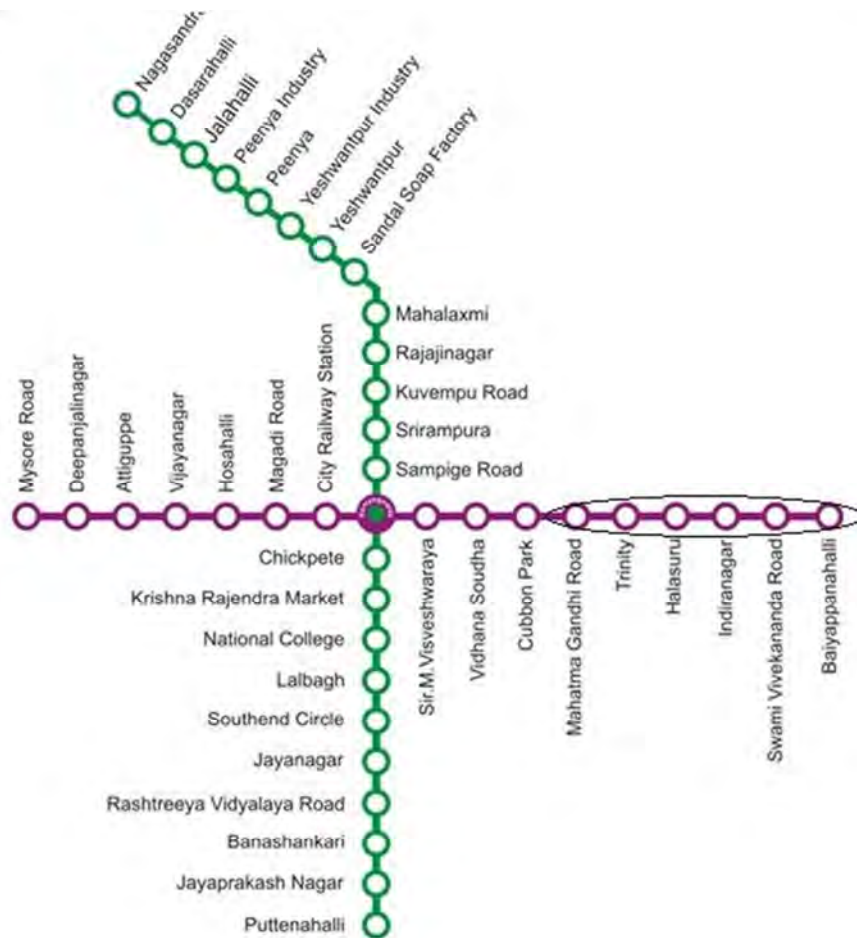 Nagasandra
Dasarahalli
Jalahalli
Peenya Industry
Peenya
Yeshwantpur Industry
Yeshwantpur
Sandal Soap Factory
Mahalaxmi
Rajajinagar
Kuvempu Road
Srirampura
Sampige Road
Mysore Road
Deepanjalinagar
Attiguppe
Vijayanagar
Hosahalli
Magadi Road
City Railway Station
Sir.M.Visveshwaraya
Vidhana Soudha
Cubbon Park
Mahatma Gandhi Road
Trinity
Halasuru
Indiranagar
Swami Vivekananda Road
Baiyappanahalli
Chickpete
Krishna Rajendra Market
National College
Lalbagh
Southend Circle
Jayanagar
Rashtreeya Vidyalaya Road
Banashankari
Jayaprakash Nagar
Puttenahalli